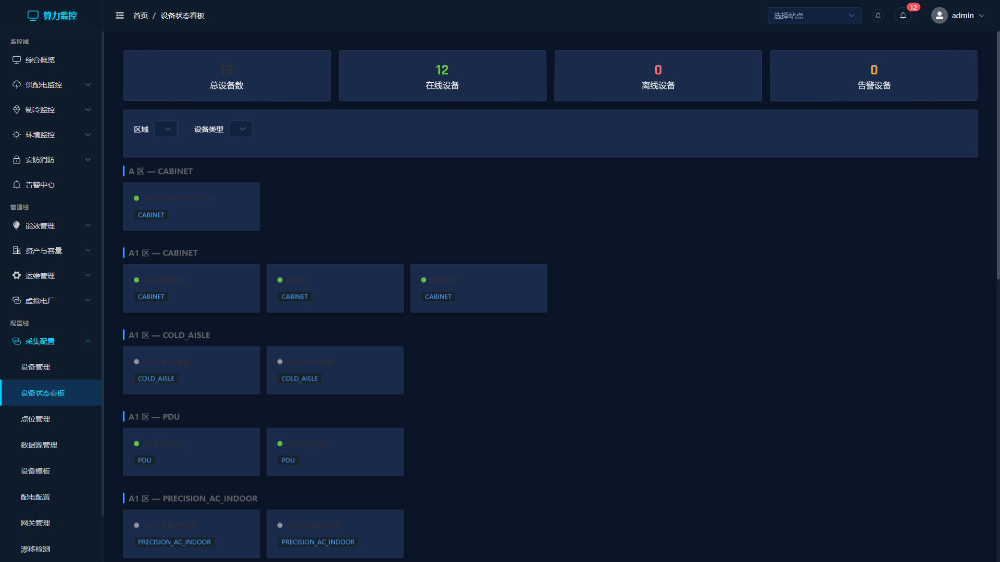 算力监控
首页 / 设备状态看板
选择站点
12
admin
监控域
综合概览
供配电监控
制冷监控
环境监控
安防消防
告警中心
管理域
能效管理
资产与容量
运维管理
虚拟电厂
配置域
采集配置
设备管理
设备状态看板
点位管理
数据源管理
设备模板
配电配置
网关管理
漂移检测
19
总设备数
12
在线设备
0
离线设备
0
告警设备
区域
设备类型
A 区 — CABINET
Test Cabinet for Link
CABINET
A1 区 — CABINET
A区主配电柜
CABINET
配电柜1
CABINET
配电柜2
CABINET
A1 区 — COLD_AISLE
A区1号冷通道
COLD_AISLE
A区2号冷通道
COLD_AISLE
A1 区 — PDU
A1区列头柜1
PDU
A1区列头柜2
PDU
A1 区 — PRECISION_AC_INDOOR
A区1号精密空调
PRECISION_AC_INDOOR
A区2号精密空调
PRECISION_AC_INDOOR